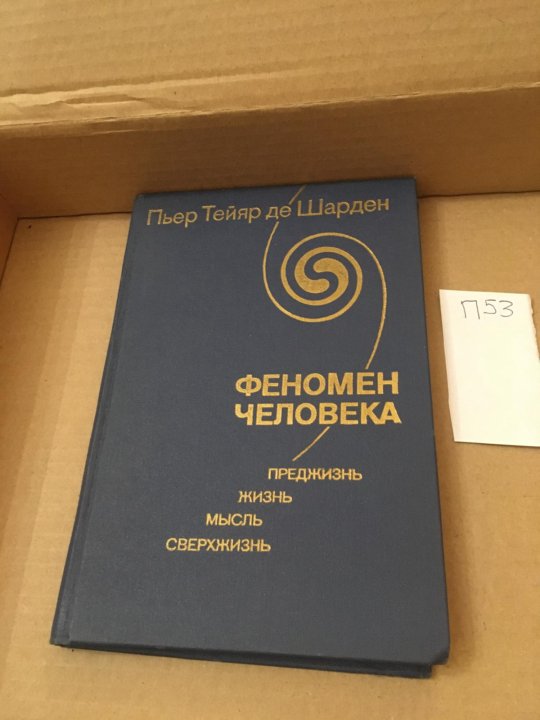 Пьер Тейяр де Шарден
ФЕНОМЕН
ЧЕЛОВЕКА
ПРЕДЖИЗНЬ
ЖИЗНЬ
МЫСЛЬ
СВЕРХЖИЗНЬ
П53